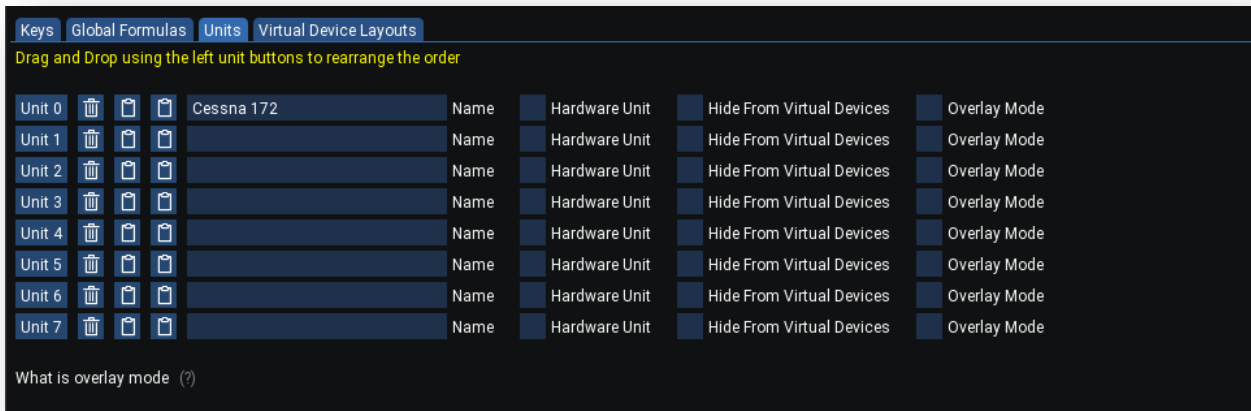 Keys Global Formulas Units Virtual Device Layouts
Drag and Drop using the left unit buttons to rearrange the order
Unit 0 Cessna 172 Name Hardware Unit Hide From Virtual Devices Overlay Mode
Unit 1 Name Hardware Unit Hide From Virtual Devices Overlay Mode
Unit 2 Name Hardware Unit Hide From Virtual Devices Overlay Mode
Unit 3 Name Hardware Unit Hide From Virtual Devices Overlay Mode
Unit 4 Name Hardware Unit Hide From Virtual Devices Overlay Mode
Unit 5 Name Hardware Unit Hide From Virtual Devices Overlay Mode
Unit 6 Name Hardware Unit Hide From Virtual Devices Overlay Mode
Unit 7 Name Hardware Unit Hide From Virtual Devices Overlay Mode
What is overlay mode (?)